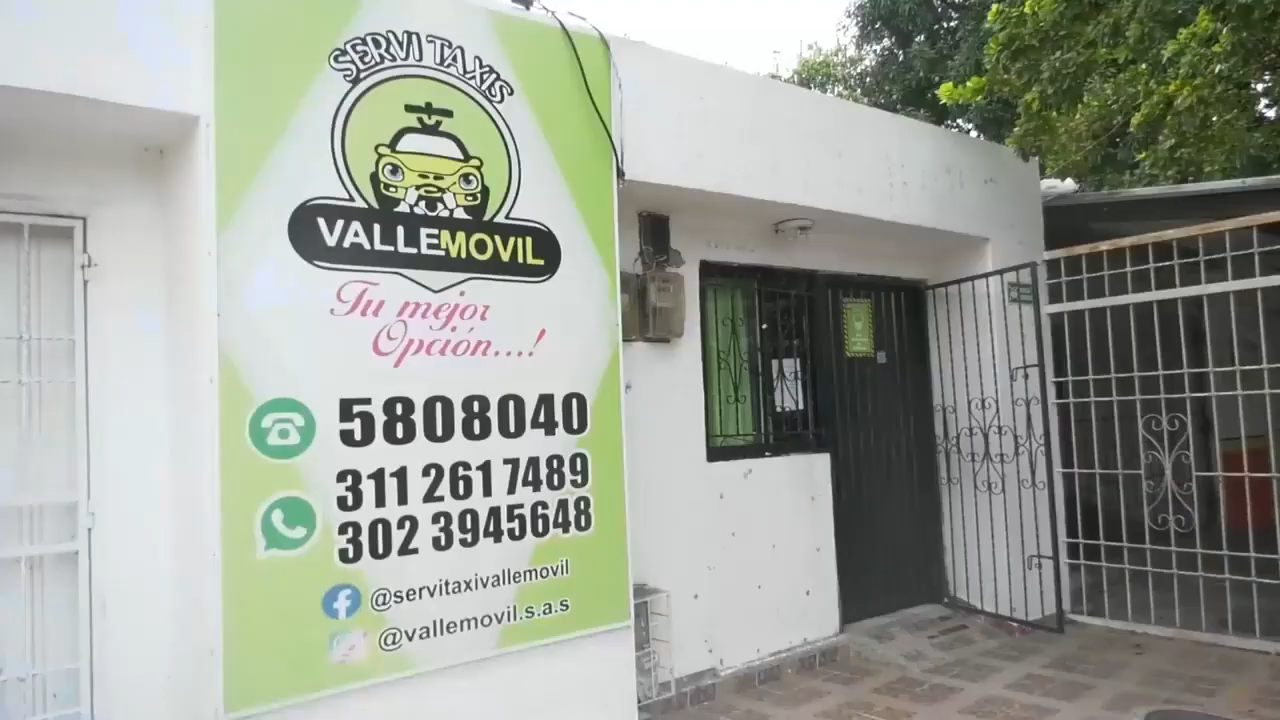 SERVI TAXIS
VALLEMOVIL
Tu mejor
Opción...!
5808040
311 261 7489
302 3945648
@servitaxivallemovil
@vallemovil.s.a.s